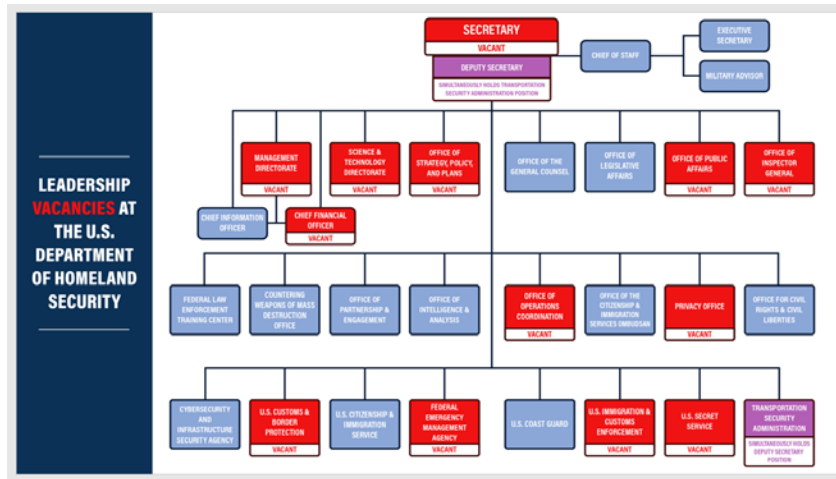 LEADERSHIP
VACANCIES AT
THE U.S.
DEPARTMENT
OF HOMELAND
SECURITY
SECRETARY
VACANT
DEPUTY SECRETARY
SIMULTANEOUSLY HOLDS TRANSPORTATION
SECURITY ADMINISTRATION POSITION
CHIEF OF STAFF
EXECUTIVE
SECRETARY
MILITARY ADVISOR
MANAGEMENT
DIRECTORATE
VACANT
SCIENCE &
TECHNOLOGY
DIRECTORATE
VACANT
OFFICE OF
STRATEGY, POLICY,
AND PLANS
VACANT
OFFICE OF THE
GENERAL COUNSEL
OFFICE OF
LEGISLATIVE
AFFAIRS
OFFICE OF PUBLIC
AFFAIRS
VACANT
OFFICE OF
INSPECTOR
GENERAL
VACANT
CHIEF INFORMATION
OFFICER
CHIEF FINANCIAL
OFFICER
VACANT
FEDERAL LAW
ENFORCEMENT
TRAINING CENTER
COUNTERING
WEAPONS OF MASS
DESTRUCTION
OFFICE
OFFICE OF
PARTNERSHIP &
ENGAGEMENT
OFFICE OF
INTELLIGENCE &
ANALYSIS
OFFICE OF
OPERATIONS
COORDINATION
VACANT
OFFICE OF THE
CITIZENSHIP &
IMMIGRATION
SERVICES OMBUDSAN
PRIVACY OFFICE
VACANT
OFFICE FOR CIVIL
RIGHTS & CIVIL
LIBERTIES
CYBERSECURITY
AND
INFRASTRUCTURE
SECURITY AGENCY
U.S. CUSTOMS &
BORDER
PROTECTION
VACANT
U.S. CITIZENSHIP &
IMMIGRATION
SERVICE
FEDERAL
EMERGENCY
MANAGEMENT
AGENCY
VACANT
U.S. COAST GUARD
U.S. IMMIGRATION &
CUSTOMS
ENFORCEMENT
VACANT
U.S. SECRET
SERVICE
VACANT
TRANSPORTATION
SECURITY
ADMINISTRATION
SIMULTANEOUSLY HOLDS
DEPUTY SECRETARY
POSITION